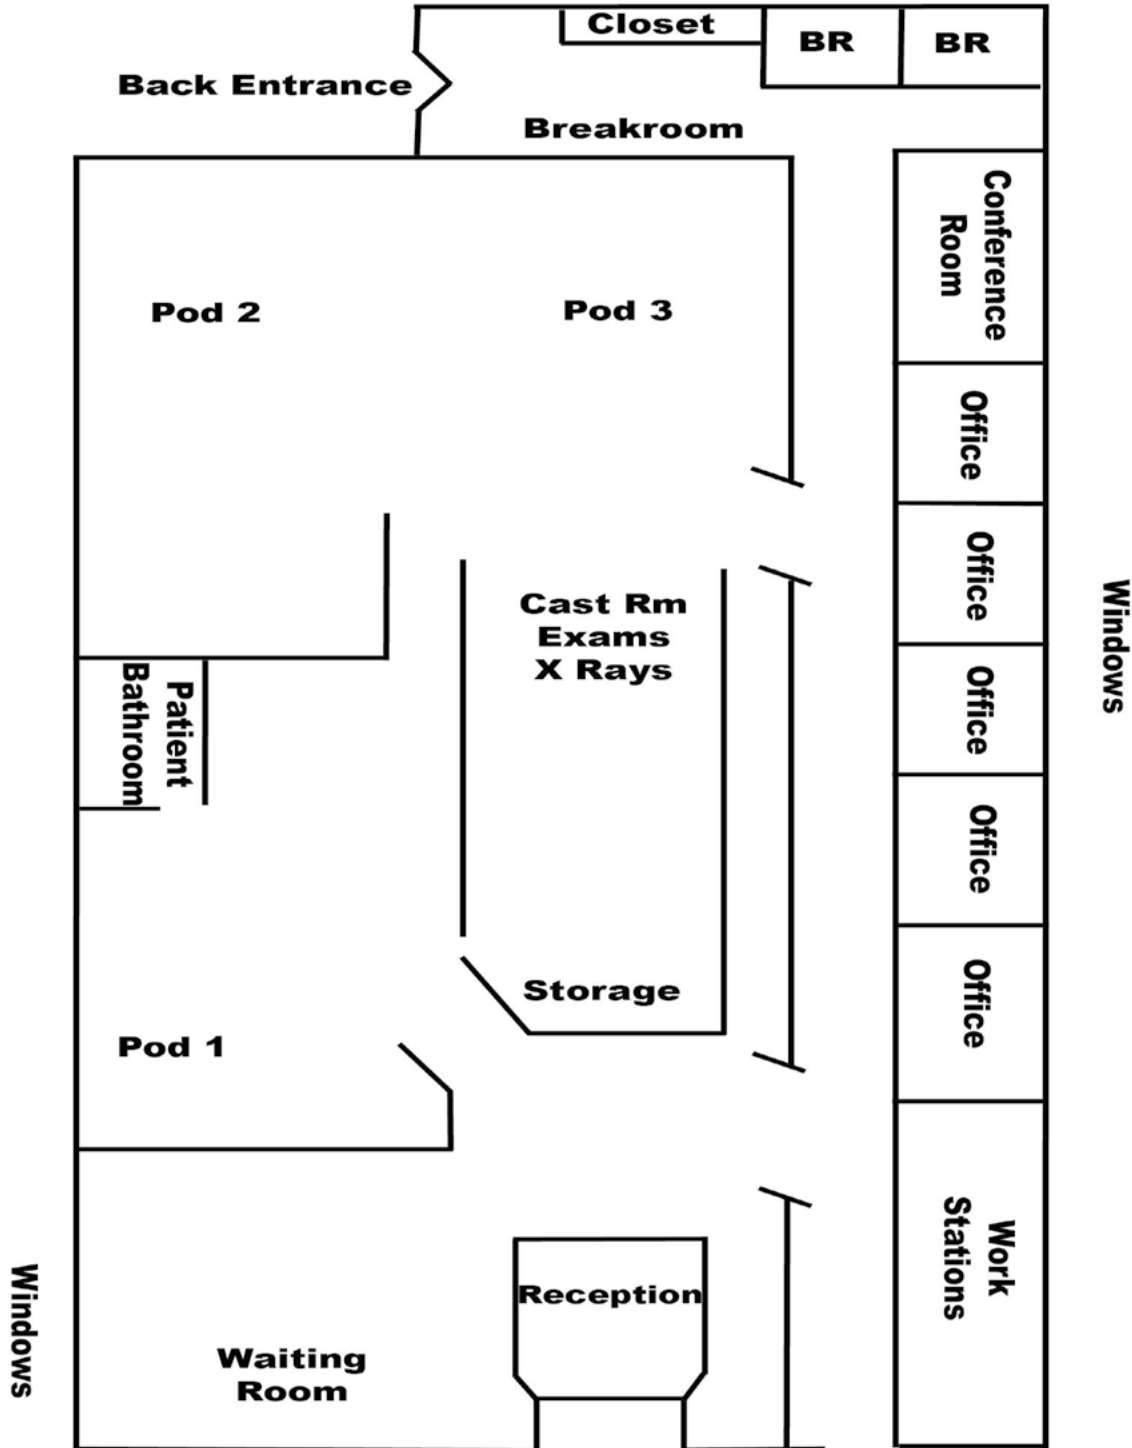 Closet
BR
BR
Back Entrance
Breakroom
Conference
Room
Pod 2
Pod 3
Office
Office
Windows
Cast Rm
Exams
X Rays
Patient
Bathroom
Office
Office
Storage
Office
Pod 1
Work
Stations
Reception
Windows
Waiting
Room